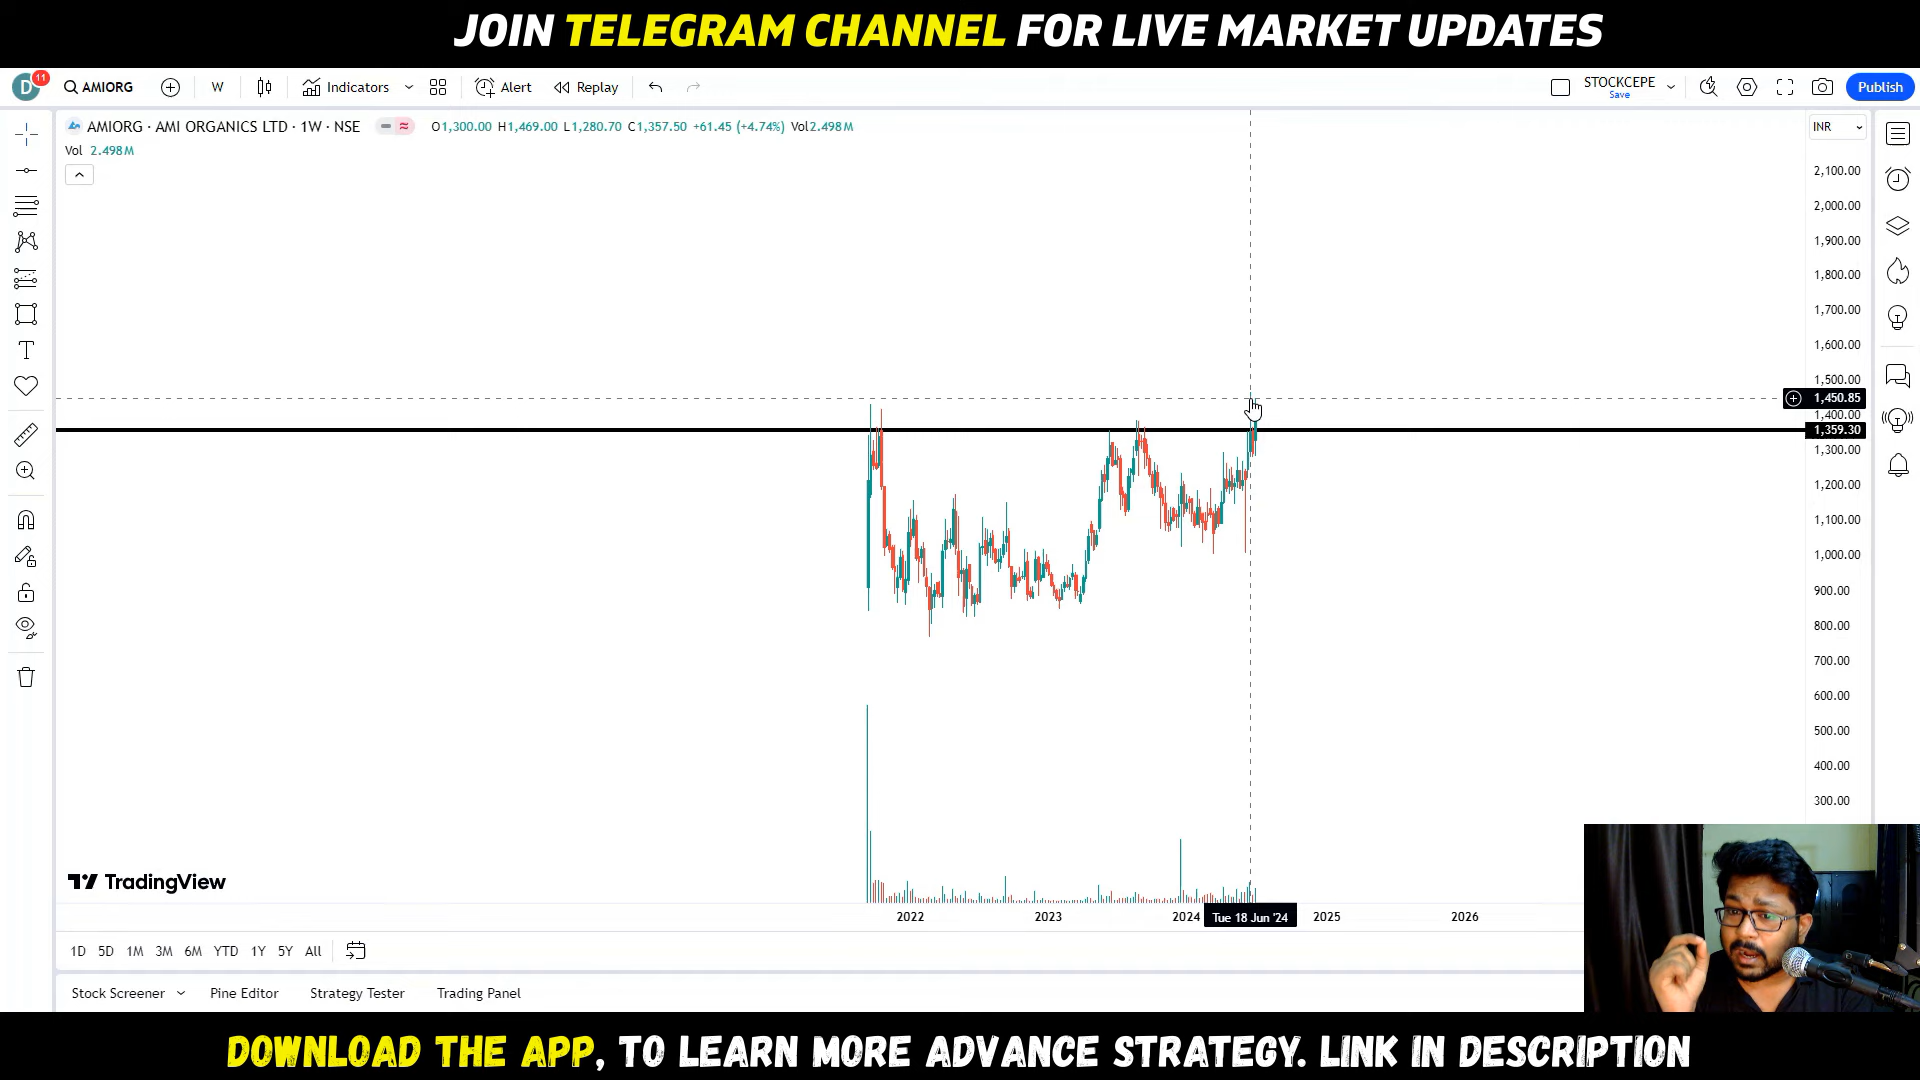 JOIN TELEGRAM CHANNEL FOR LIVE MARKET UPDATES
D
11
AMIORG
W
Indicators
Alert
Replay
STOCKCEPE
Save
Publish
AMIORG · AMI ORGANICS LTD · 1W · NSE
O1,300.00 H1,469.00 L1,280.70 C1,357.50 +61.45 (+4.74%) Vol2.498M
INR
Vol 2.498M
2,100.00
2,000.00
1,900.00
1,800.00
1,700.00
1,600.00
1,500.00
1,450.85
1,400.00
1,359.30
1,300.00
1,200.00
1,100.00
1,000.00
900.00
800.00
700.00
600.00
500.00
400.00
300.00
TradingView
2022
2023
2024
Tue 18 Jun '24
2025
2026
1D 5D 1M 3M 6M YTD 1Y 5Y All
Stock Screener
Pine Editor
Strategy Tester
Trading Panel
DOWNLOAD THE APP, TO LEARN MORE ADVANCE STRATEGY. LINK IN DESCRIPTION